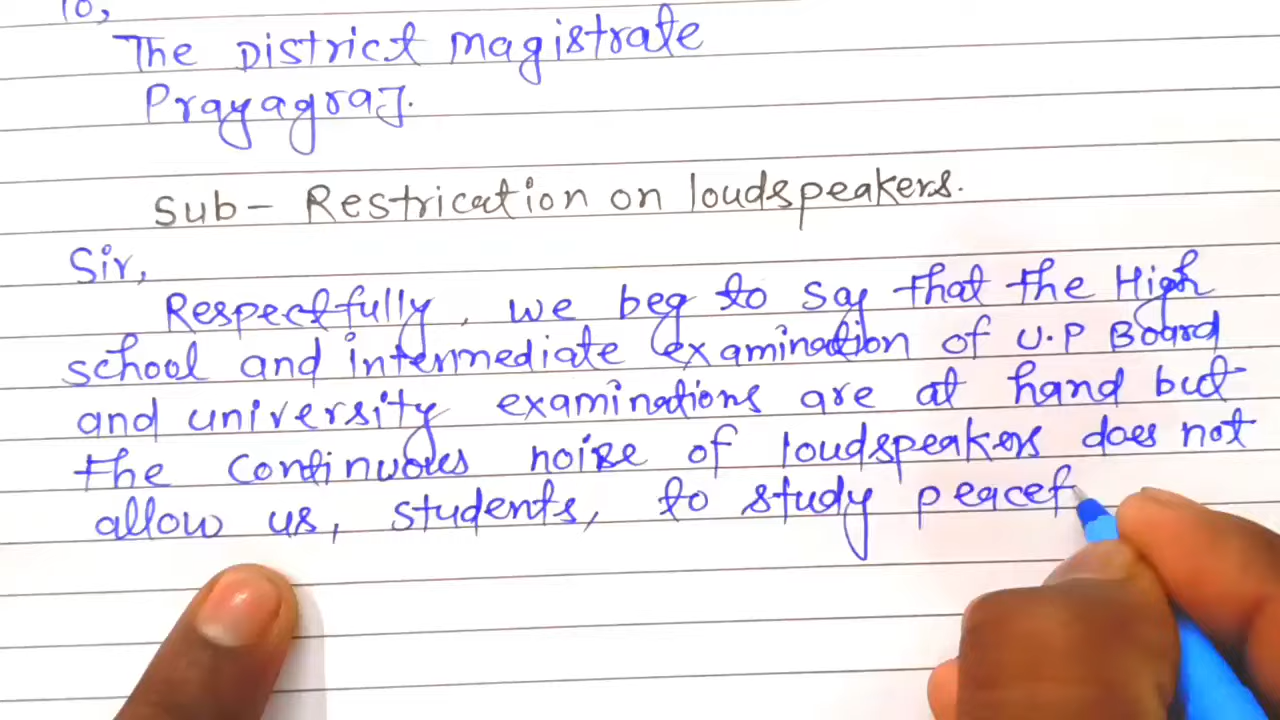 To,
The District magistrate
Prayagraj.
Sub- Restrication on loudspeakers.
Sir,
Respectfully, we beg to say that the High
school and intermediate examination of U.P Board
and university examinations are at hand but
the continuous noise of loudspeakers does not
allow us, students, to study peacef